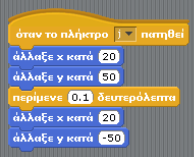 όταν το πλήκτρο j πατηθεί
άλλαξε x κατά 20
άλλαξε y κατά 50
περίμενε 0.1 δευτερόλεπτα
άλλαξε x κατά 20
άλλαξε y κατά -50